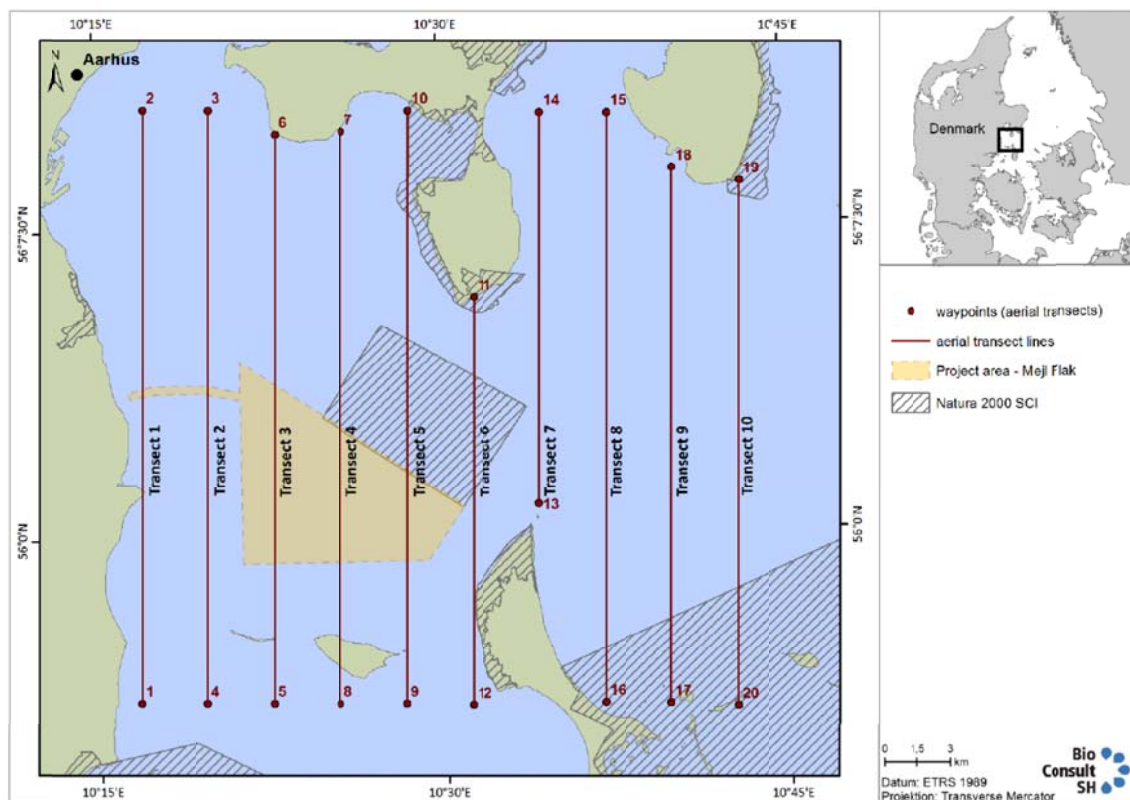 10°15'E
10°30'E
10°45'E
N
Aarhus
2
3
6
7
10
14
15
18
19
Denmark
56°7'30"N
56°7'30"N
11
waypoints (aerial transects)
aerial transect lines
Project area - Mejl Flak
Natura 2000 SCI
Transect 1
Transect 2
Transect 3
Transect 4
Transect 5
Transect 6
Transect 7
Transect 8
Transect 9
Transect 10
13
56°0'N
56°0'N
1
4
5
8
9
12
16
17
20
0 1,5 3
km
Datum: ETRS 1989
Projektion: Transverse Mercator
Bio
Consult
SH
10°15'E
10°30'E
10°45'E